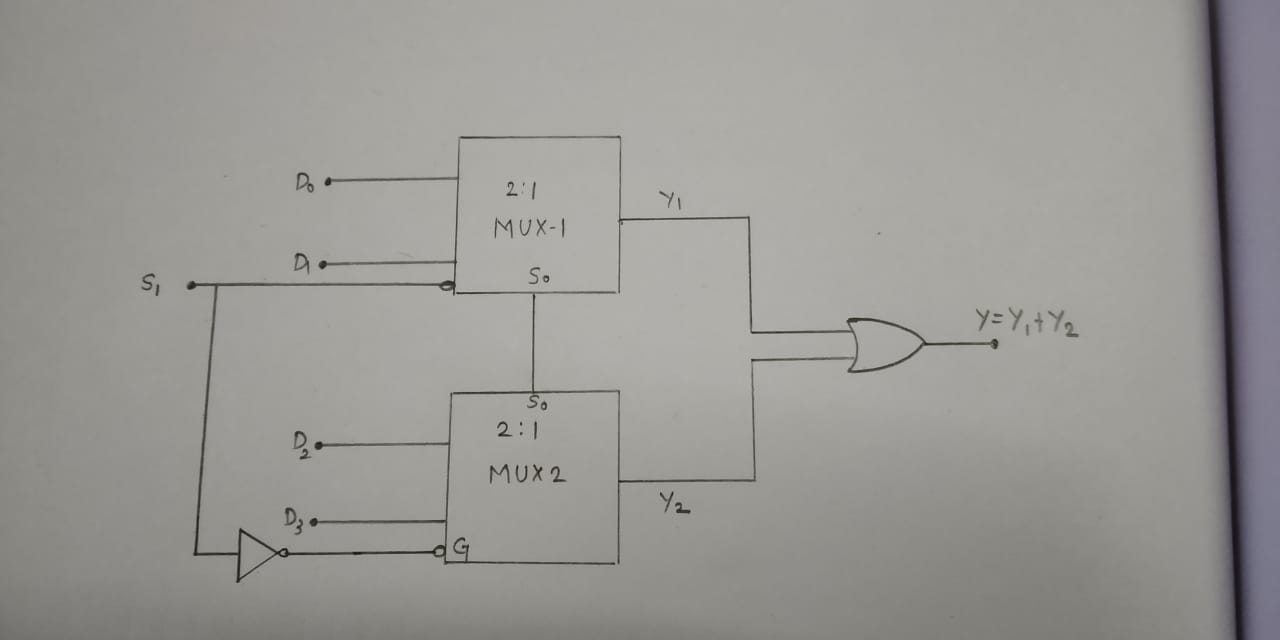 D₀
2:1
MUX-1
Y₁
D₁
S₀
S₁
Y=Y₁+Y₂
S₀
2:1
D₂
MUX2
Y₂
D₃
G